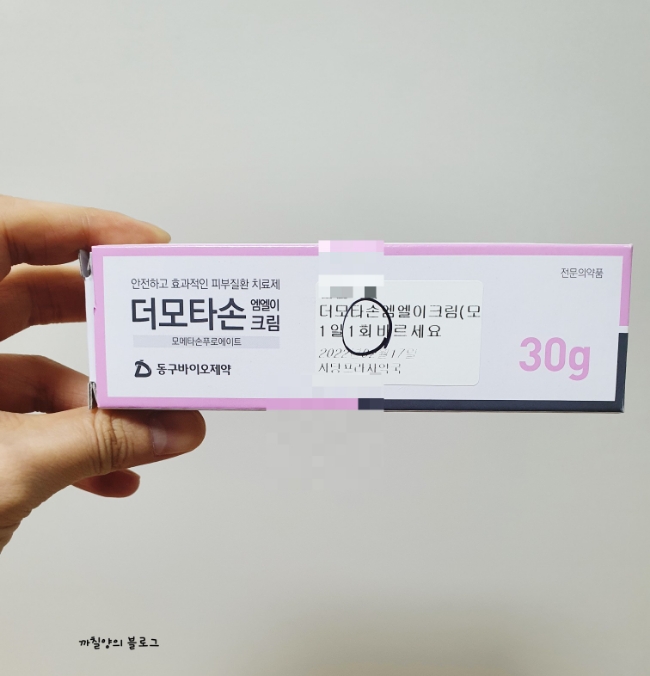 안전하고 효과적인 피부질환 치료제
더모타손 엠엘이
크림
모메타손푸로에이트
동구바이오제약
더모타손엠엘이크림(모
1일1회바르세요
전문의약품
30g
까칠양의 블로그